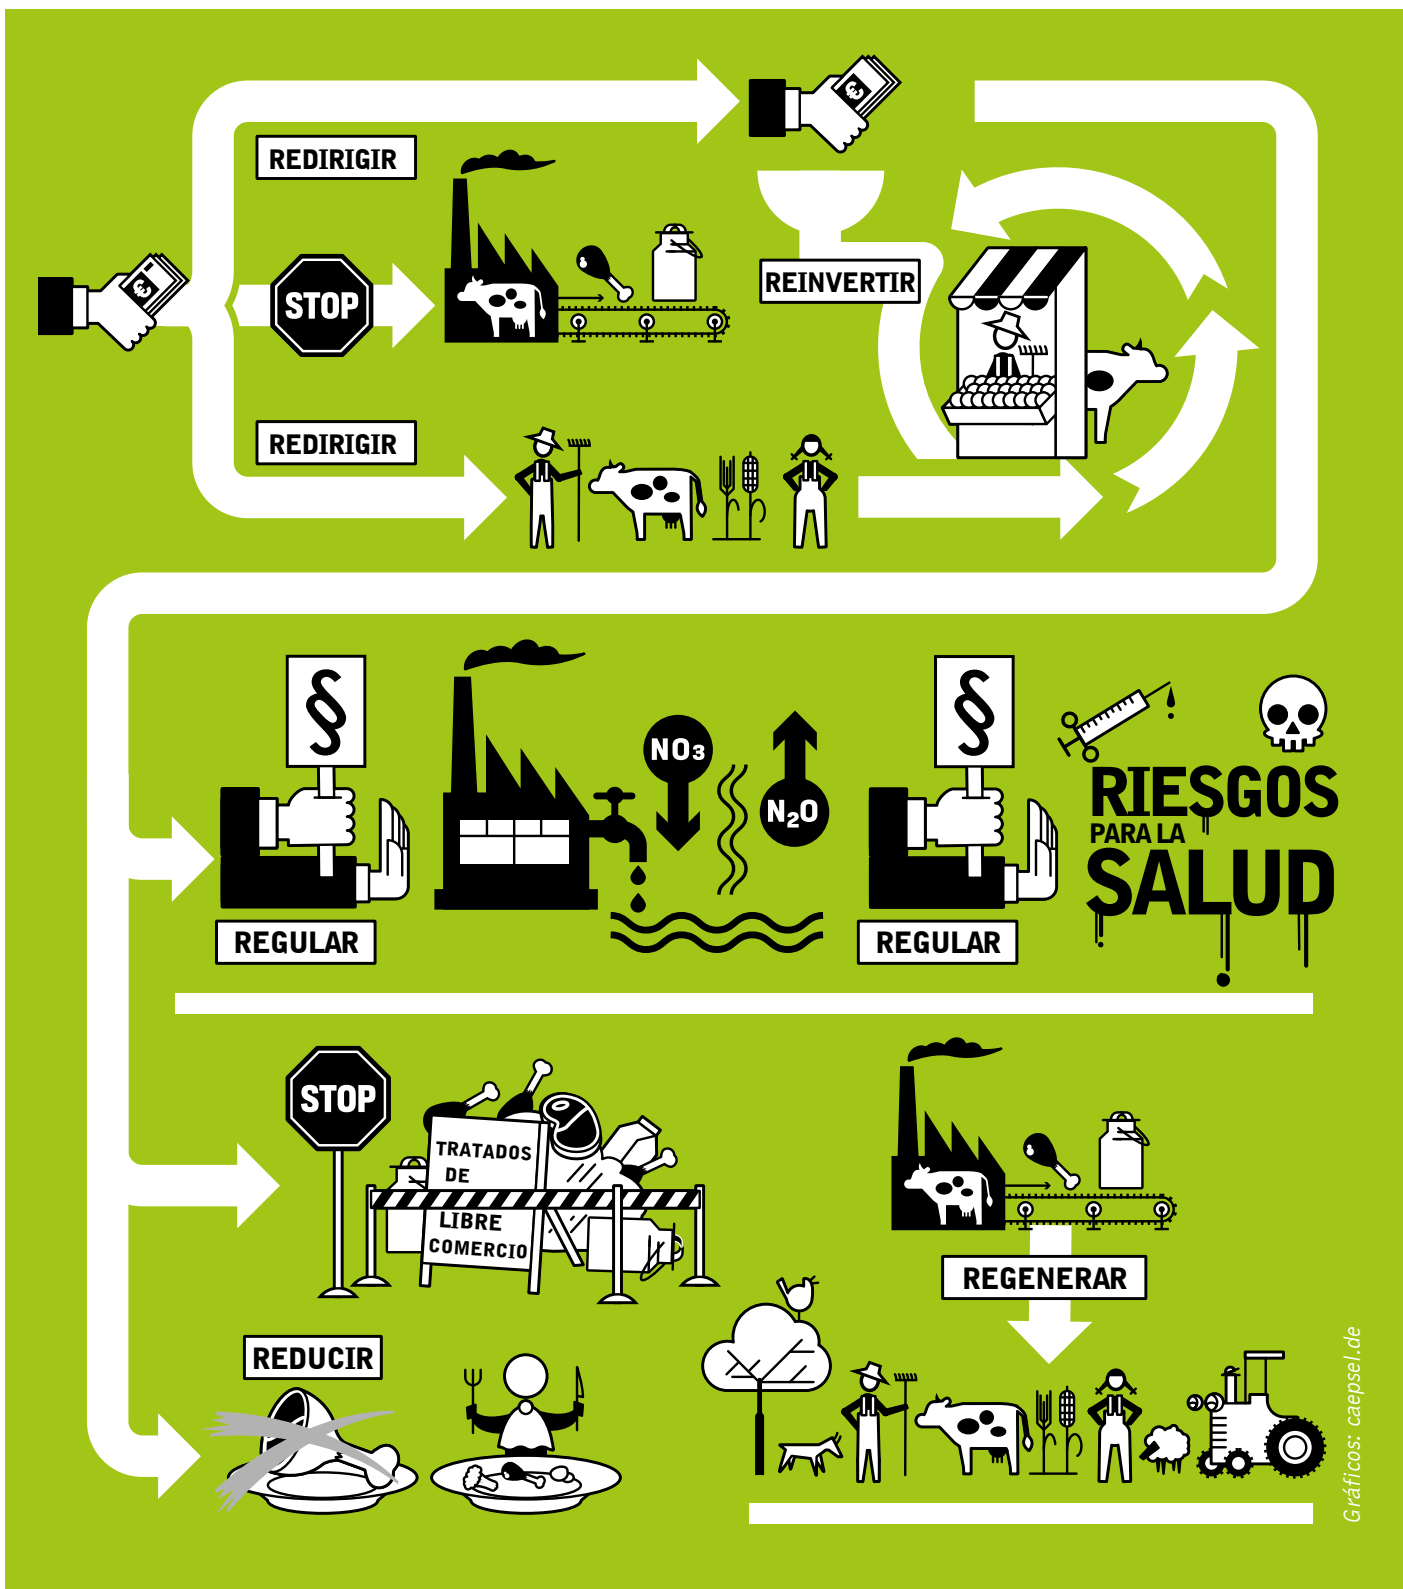 REDIRIGIR
STOP
REINVERTIR
REDIRIGIR
§
NO3
N2O
§
RIESGOS
PARA LA
SALUD
REGULAR
REGULAR
STOP
TRATADOS
DE
LIBRE
COMERCIO
REGENERAR
REDUCIR
Gráficos: caepsel.de